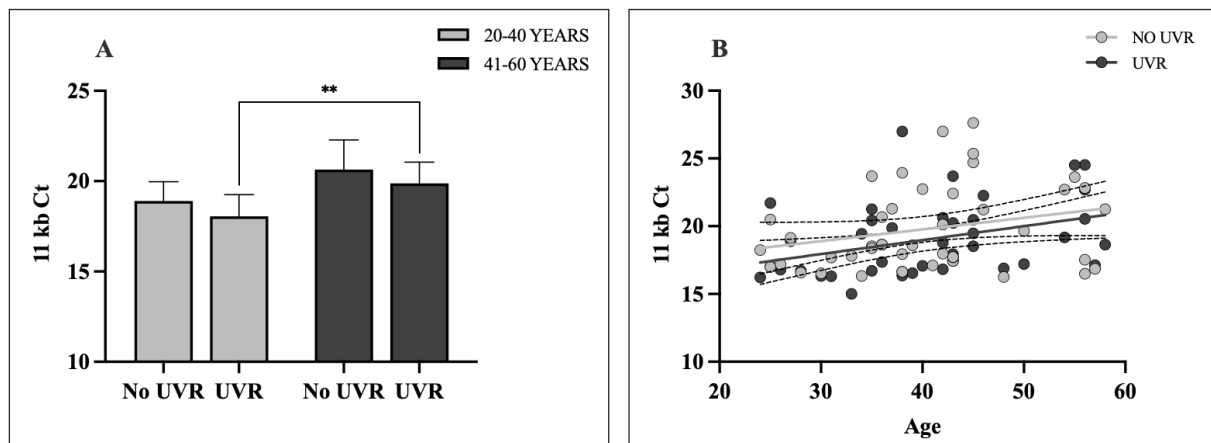 A
20-40 YEARS
41-60 YEARS
**
11 kb Ct
25
20
15
10
No UVR UVR No UVR UVR
B
NO UVR
UVR
11 kb Ct
30
25
20
15
10
20 30 40 50 60
Age